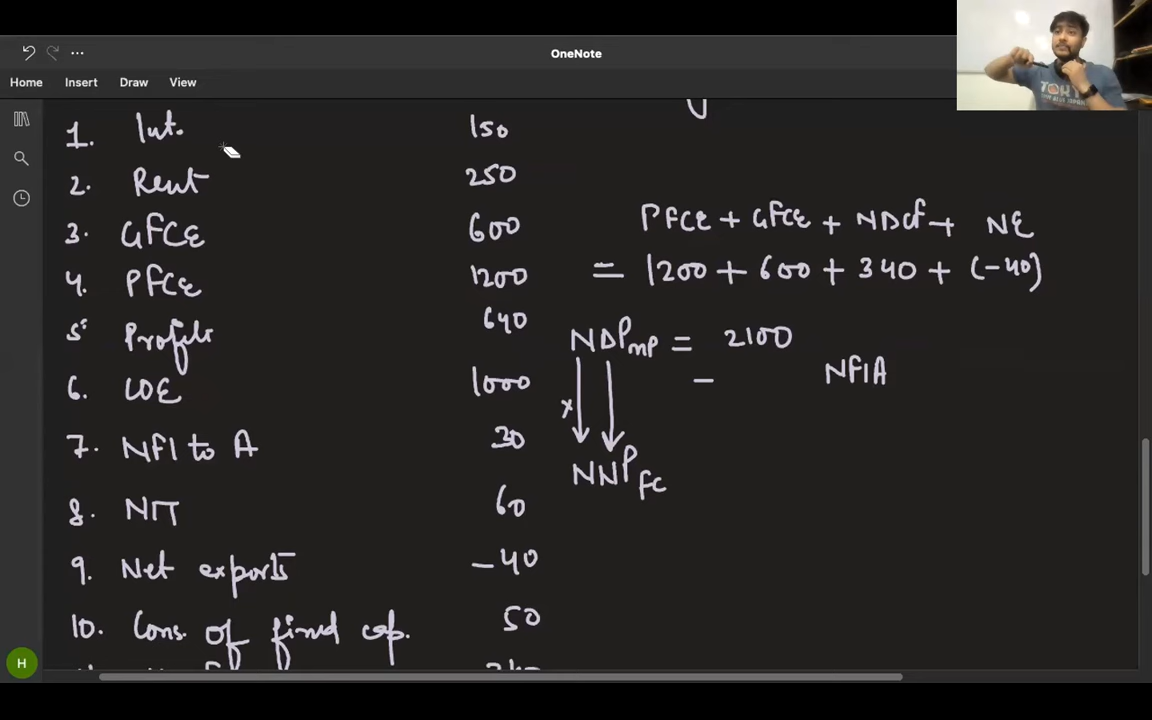 OneNote
Home Insert Draw View
1. Int. 150
2. Rent 250
3. GFCE 600
4. PFCE 1200
5. Profits 640
6. COE 1000
7. NFI to A 30
8. NIT 60
9. Net exports -40
10. Cons. of fixed cap. 50
PFCE + GFCE + NDCF + NE
= 1200 + 600 + 340 + (-40)
NDPmp = 2100
- NFIA
x
NNPFC
H